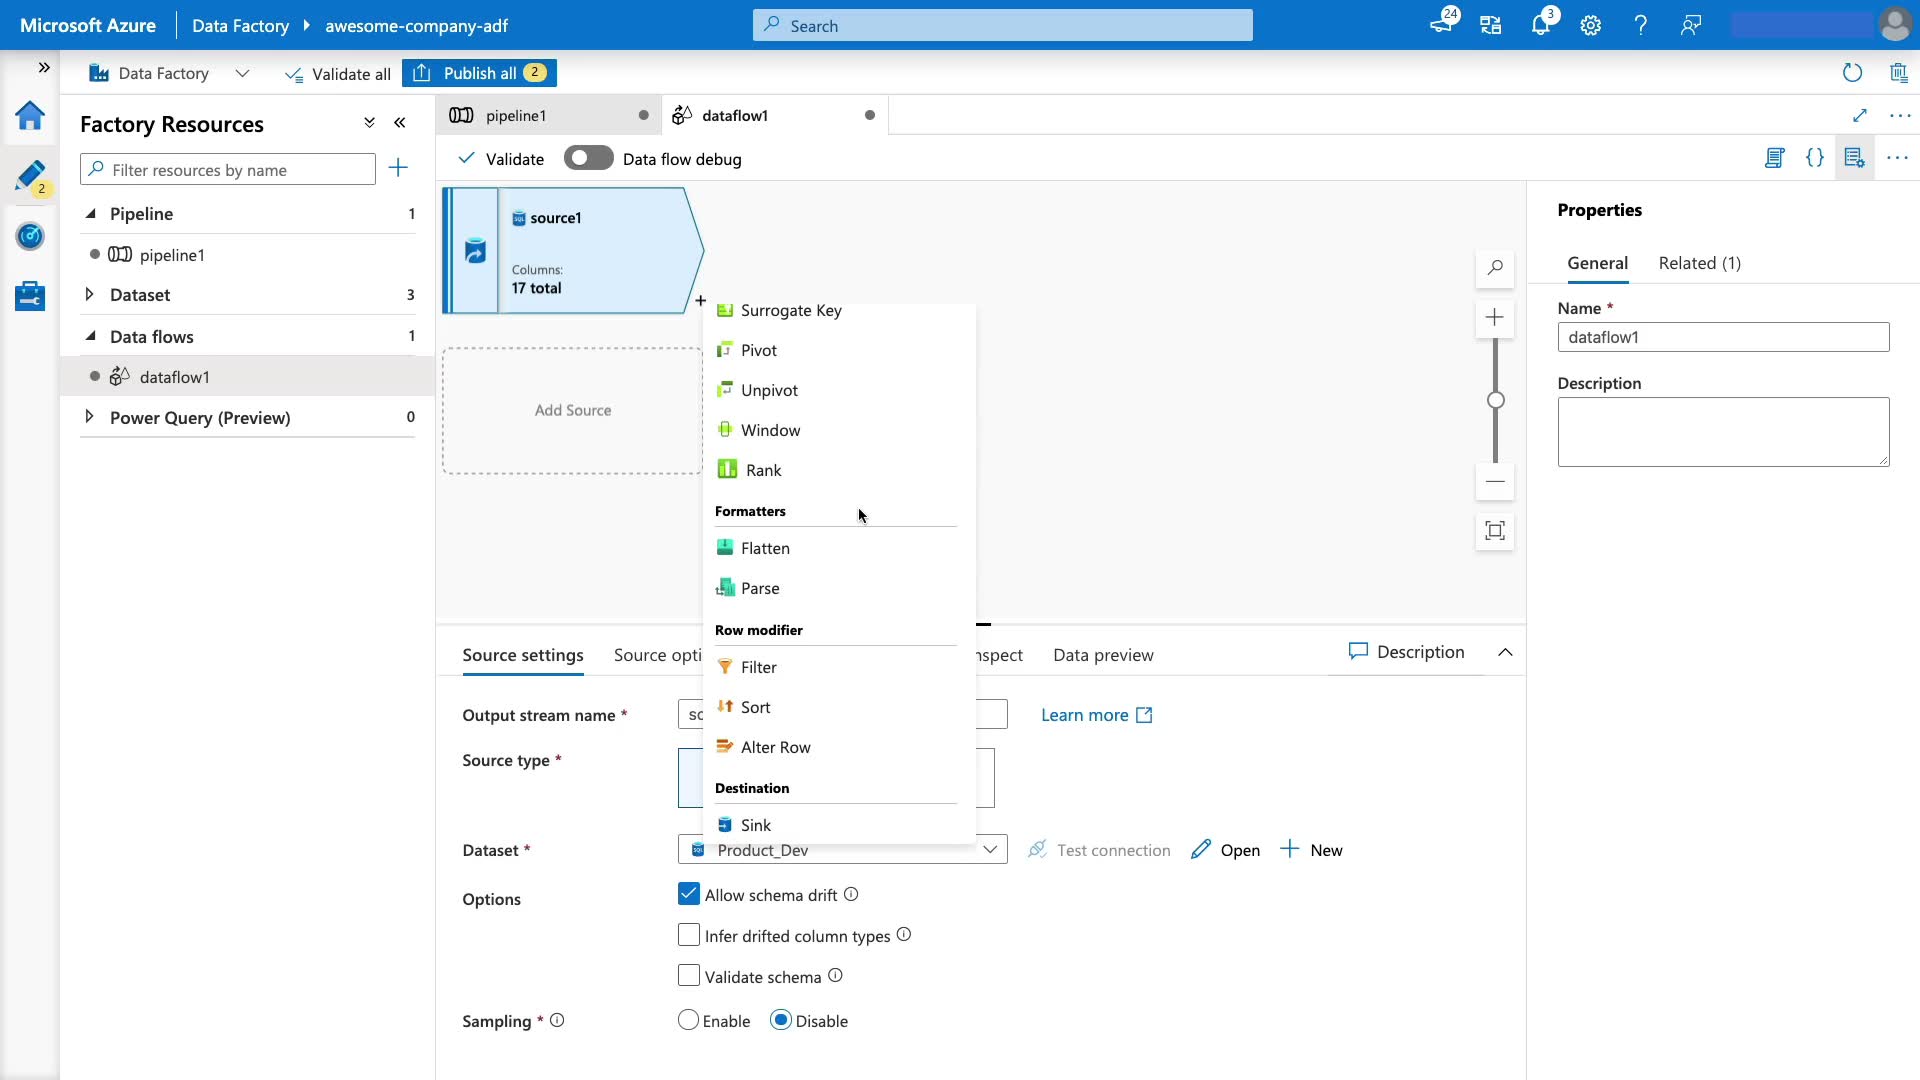 Microsoft Azure
Data Factory
awesome-company-adf
Search
24
3
Data Factory
Validate all
Publish all 2
2
Factory Resources
Filter resources by name
Pipeline 1
pipeline1
Dataset 3
Data flows 1
dataflow1
Power Query (Preview) 0
pipeline1
dataflow1
Validate
Data flow debug
source1
Columns:
17 total
+
Add Source
Surrogate Key
Pivot
Unpivot
Window
Rank
Formatters
Flatten
Parse
Row modifier
Filter
Sort
Alter Row
Destination
Sink
Source settings
Source opti
nspect
Data preview
Description
Output stream name *
so
Learn more
Source type *
Dataset *
Product_Dev
Test connection
Open
New
Options
Allow schema drift
Infer drifted column types
Validate schema
Sampling *
Enable
Disable
Properties
General
Related (1)
Name *
dataflow1
Description